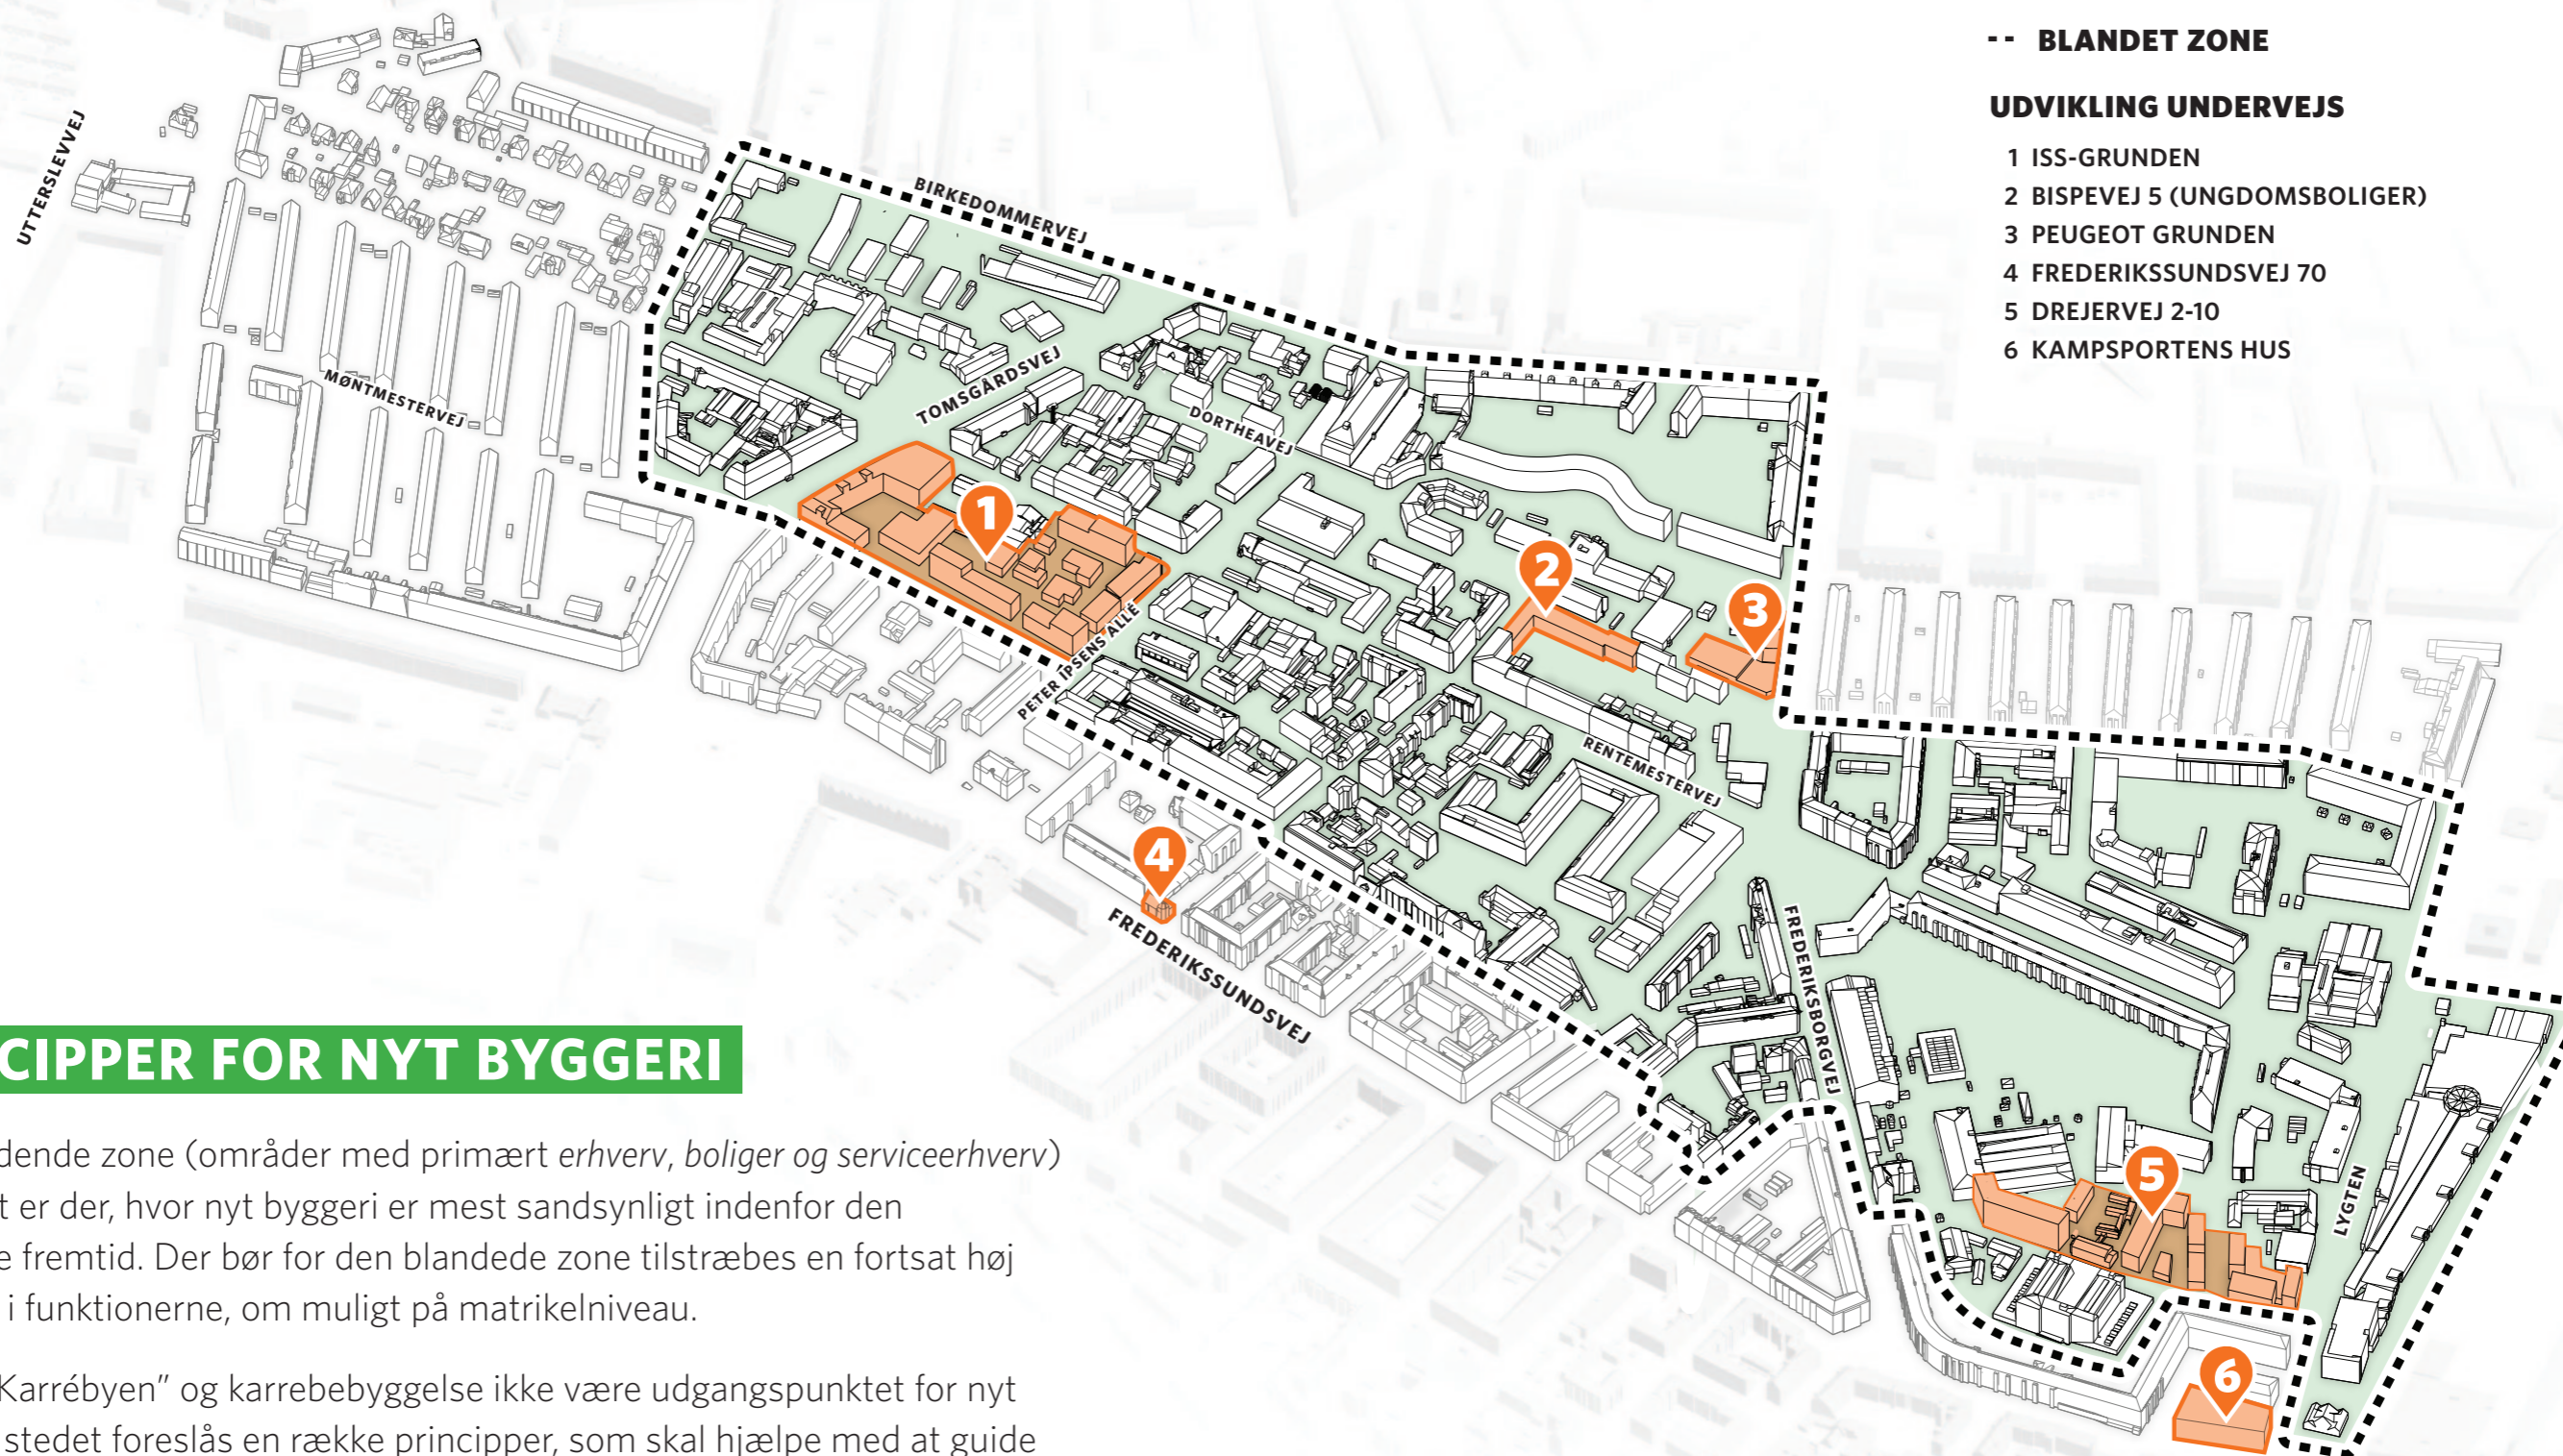 -- BLANDET ZONE
UDVIKLING UNDERVEJS
1 ISS-GRUNDEN
2 BISPEVEJ 5 (UNGDOMSBOLIGER)
3 PEUGEOT GRUNDEN
4 FREDERIKSSUNDSVEJ 70
5 DREJERVEJ 2-10
6 KAMPSPORTENS HUS
UTTERSLEVVEJ
BIRKEDOMMERVEJ
MØNTMESTERVEJ
TOMSGÅRDSVEJ
DORTHEAVEJ
1
2
3
PETER IPSENS ALLÉ
RENTEMESTERVEJ
4
FREDERIKSSUNDSVEJ
FREDERIKSBORGVEJ
5
LYGTEN
6
CIPPER FOR NYT BYGGERI
dende zone (områder med primært erhverv, boliger og serviceerhverv)
t er der, hvor nyt byggeri er mest sandsynligt indenfor den
e fremtid. Der bør for den blandede zone tilstræbes en fortsat høj
i funktionerne, om muligt på matrikelniveau.
Karrébyen” og karrebebyggelse ikke være udgangspunktet for nyt
stedet foreslås en række principper, som skal hjælpe med at guide